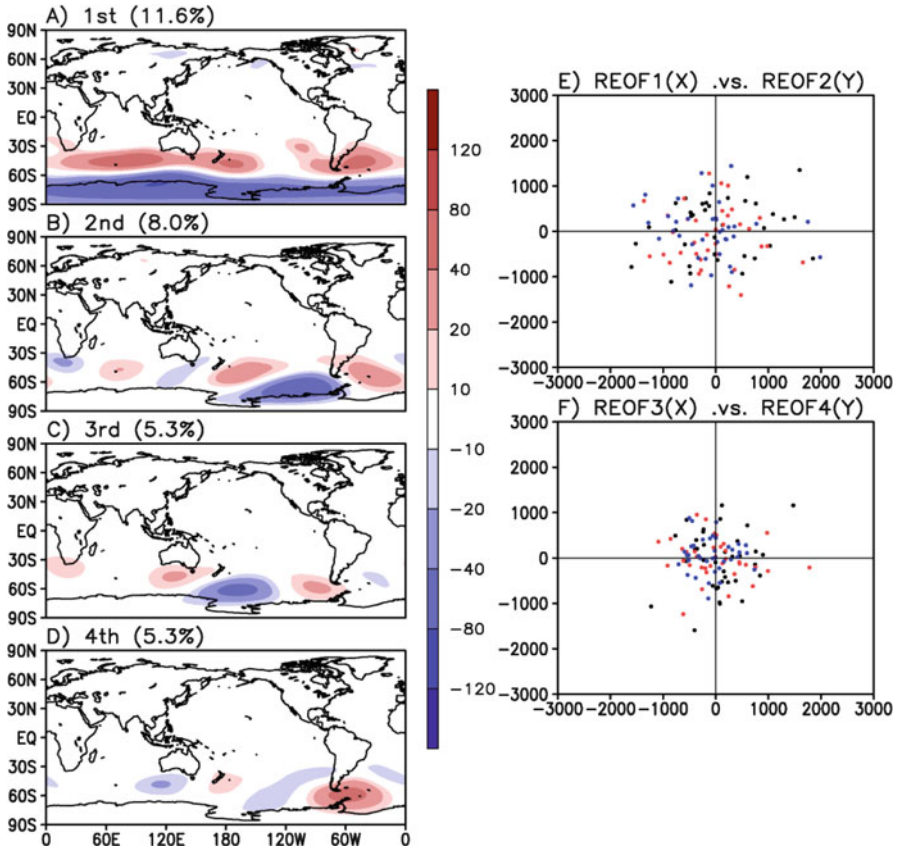 A) 1st (11.6%)
90N
60N
30N
EQ
30S
60S
90S
B) 2nd (8.0%)
90N
60N
30N
EQ
30S
60S
90S
C) 3rd (5.3%)
90N
60N
30N
EQ
30S
60S
90S
D) 4th (5.3%)
90N
60N
30N
EQ
30S
60S
90S
0 60E 120E 180 120W 60W 0
120
80
40
20
10
-10
-20
-40
-80
-120
E) REOF1(X) .vs. REOF2(Y)
3000
2000
1000
0
-1000
-2000
-3000
-3000 -2000 -1000 0 1000 2000 3000
F) REOF3(X) .vs. REOF4(Y)
3000
2000
1000
0
-1000
-2000
-3000
-3000 -2000 -1000 0 1000 2000 3000